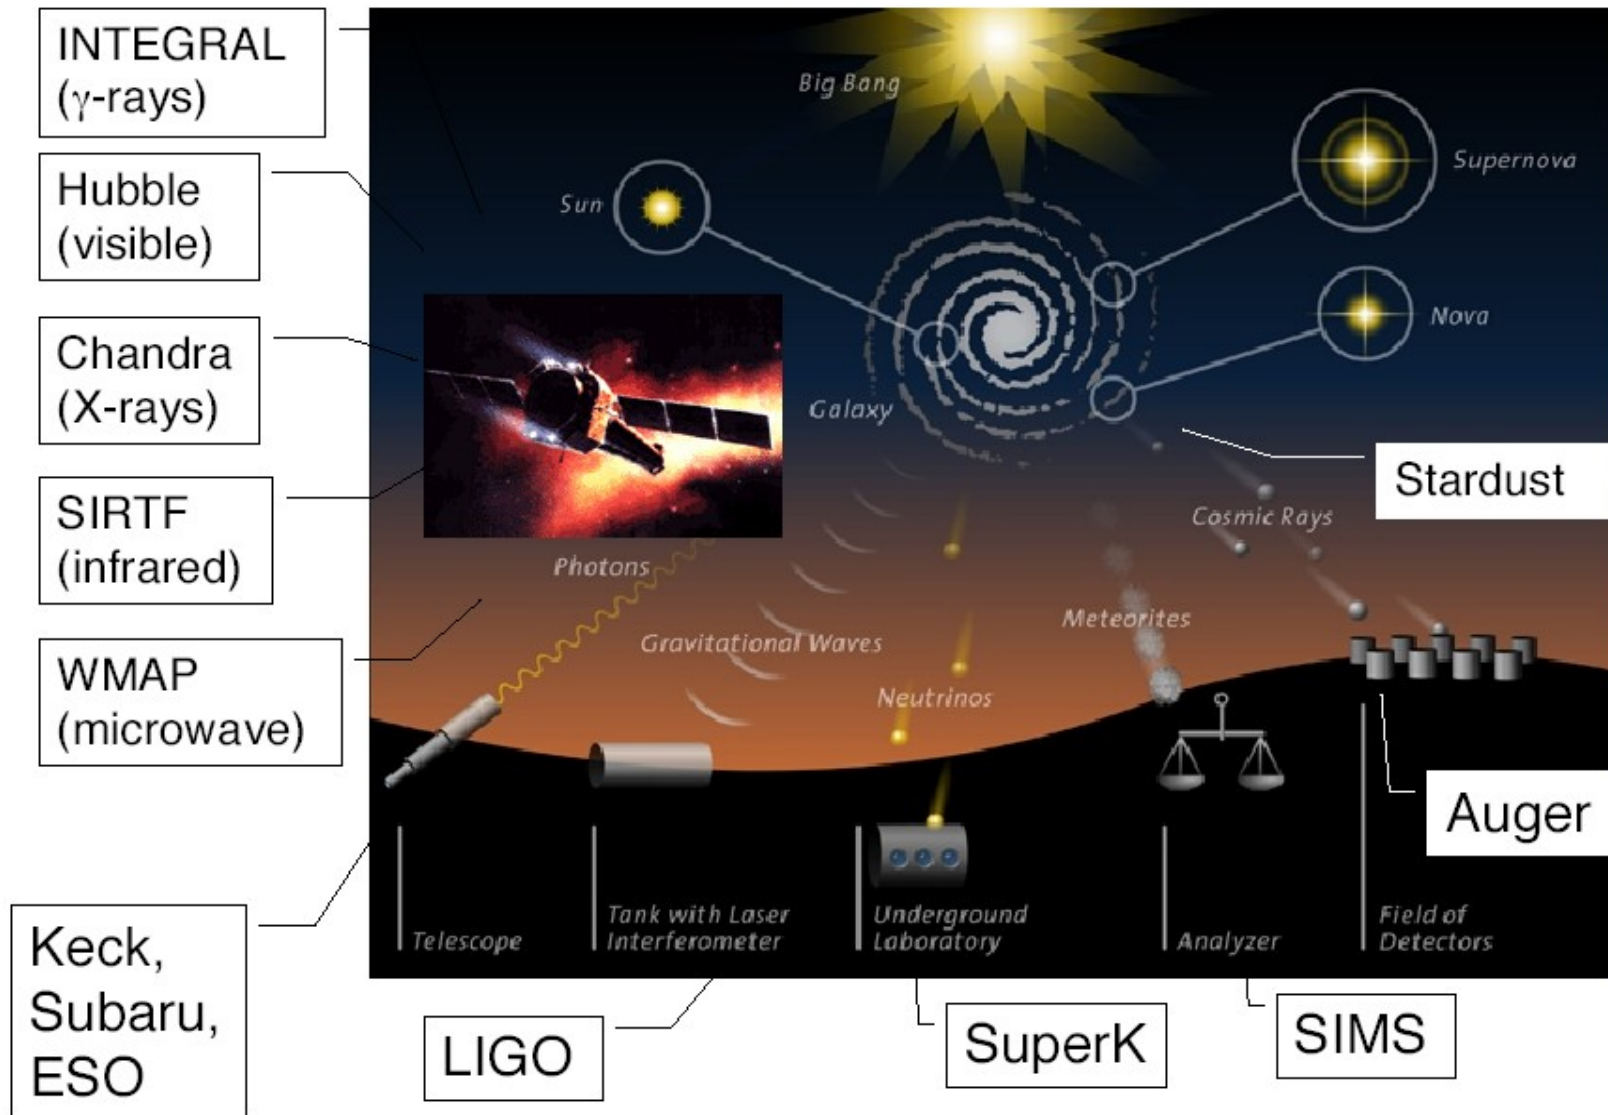 INTEGRAL
(γ-rays)
Hubble
(visible)
Chandra
(X-rays)
SIRTF
(infrared)
WMAP
(microwave)
Keck,
Subaru,
ESO
Big Bang
Sun
Supernova
Nova
Galaxy
Stardust
Cosmic Rays
Photons
Gravitational Waves
Meteorites
Neutrinos
Auger
Telescope
Tank with Laser
Interferometer
Underground
Laboratory
Analyzer
Field of
Detectors
LIGO
SuperK
SIMS